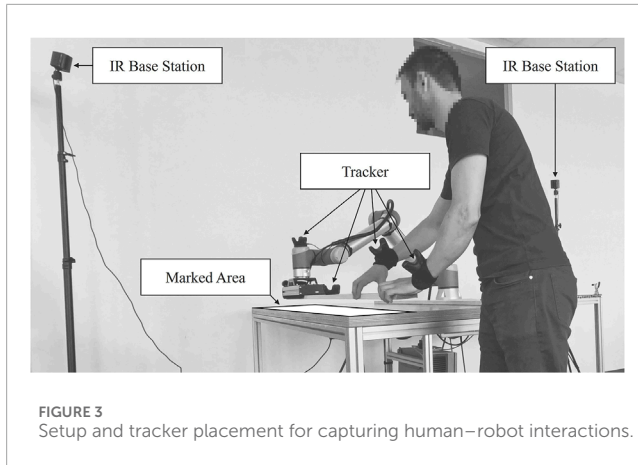 IR Base Station
IR Base Station
Tracker
Marked Area
FIGURE 3
Setup and tracker placement for capturing human–robot interactions.